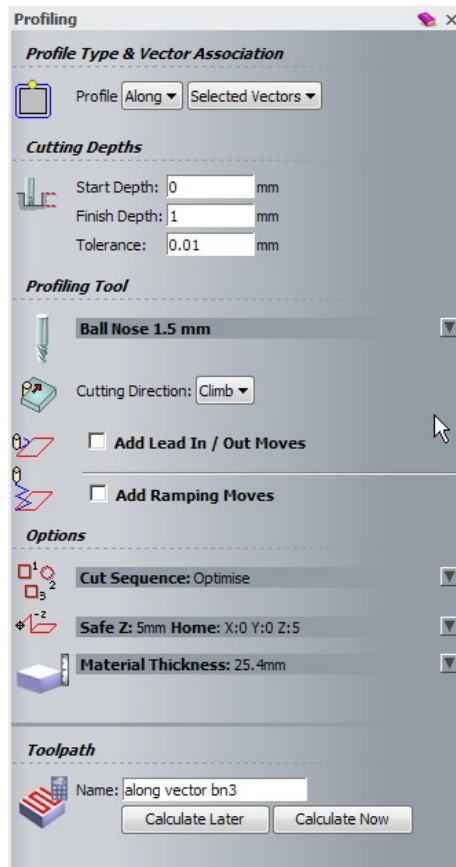 Profiling
Profile Type & Vector Association
Profile Along Selected Vectors
Cutting Depths
Start Depth: 0 mm
Finish Depth: 1 mm
Tolerance: 0.01 mm
Profiling Tool
Ball Nose 1.5 mm
Cutting Direction: Climb
Add Lead In / Out Moves
Add Ramping Moves
Options
1 2 3
Cut Sequence: Optimise
-z
Safe Z: 5mm Home: X:0 Y:0 Z:5
Material Thickness: 25.4mm
Toolpath
Name: along vector bn3
Calculate Later Calculate Now